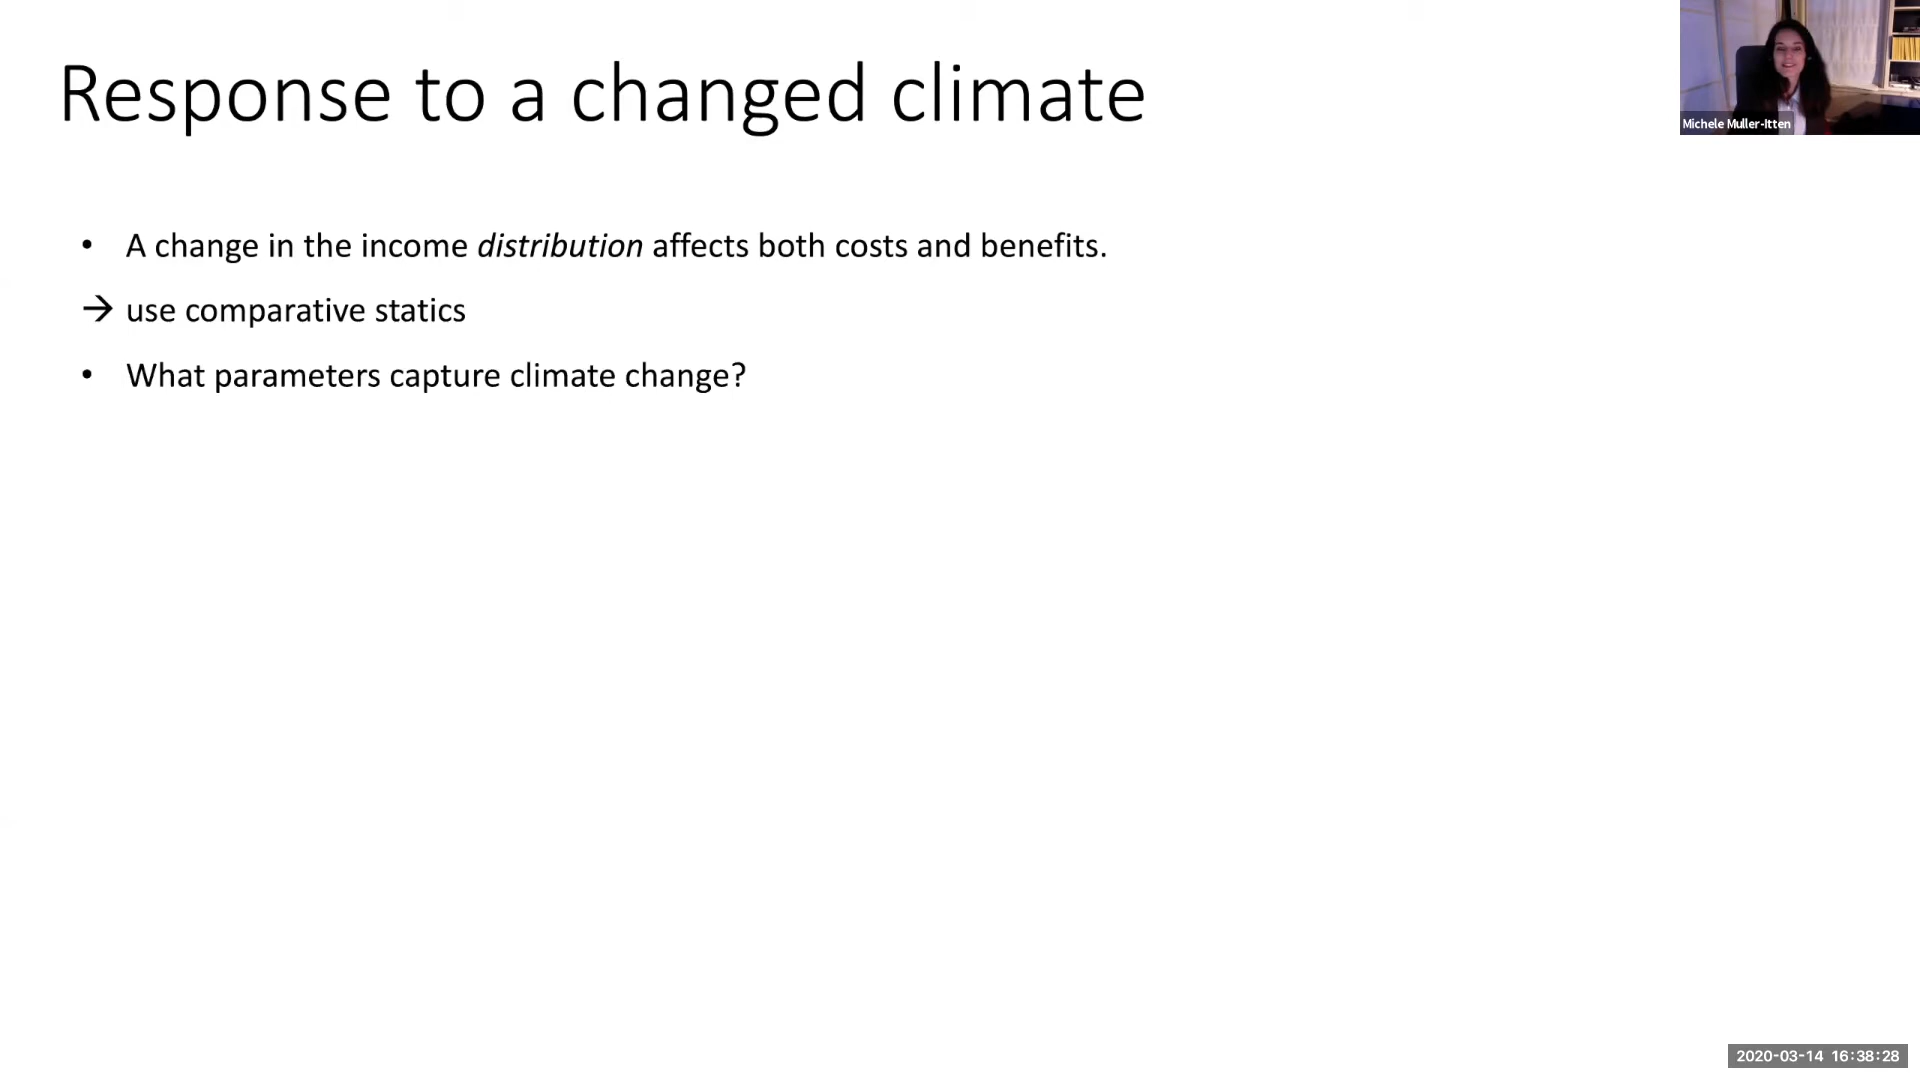 Response to a changed climate
Michele Muller-Itten
• A change in the income distribution affects both costs and benefits.
→ use comparative statics
• What parameters capture climate change?
2020-03-14 16:38:28